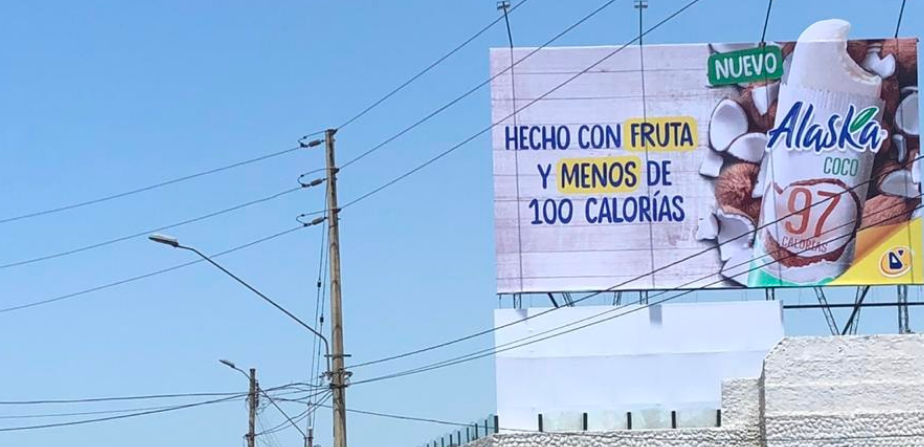 NUEVO
HECHO CON FRUTA
Y MENOS DE
100 CALORÍAS
Alaska
COCO
97
CALORÍAS